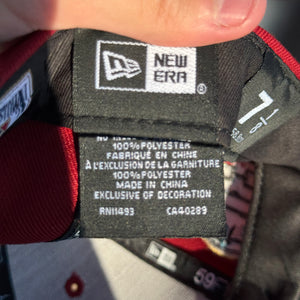 NEW
ERA
7 1/8
100% POLYESTER
FABRIQUÉ EN CHINE
À L'EXCLUSION DE LA GARNITURE
100% POLYESTER
MADE IN CHINA
EXCLUSIVE OF DECORATION
RN11493 CA40289
59